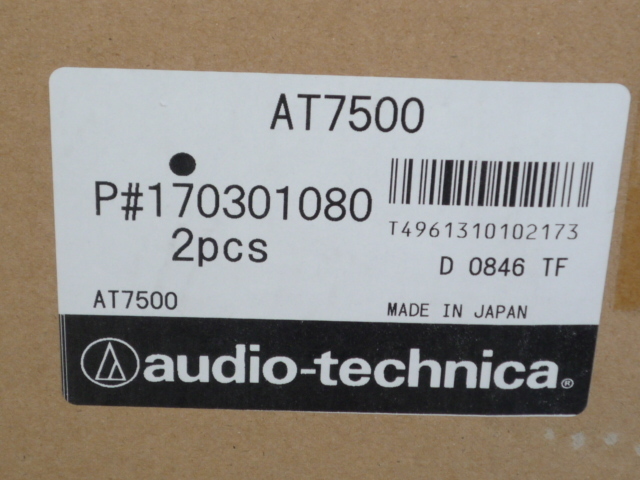 AT7500
P#170301080
2pcs
T4961310102173
D 0846 TF
AT7500
MADE IN JAPAN
audio-technica®